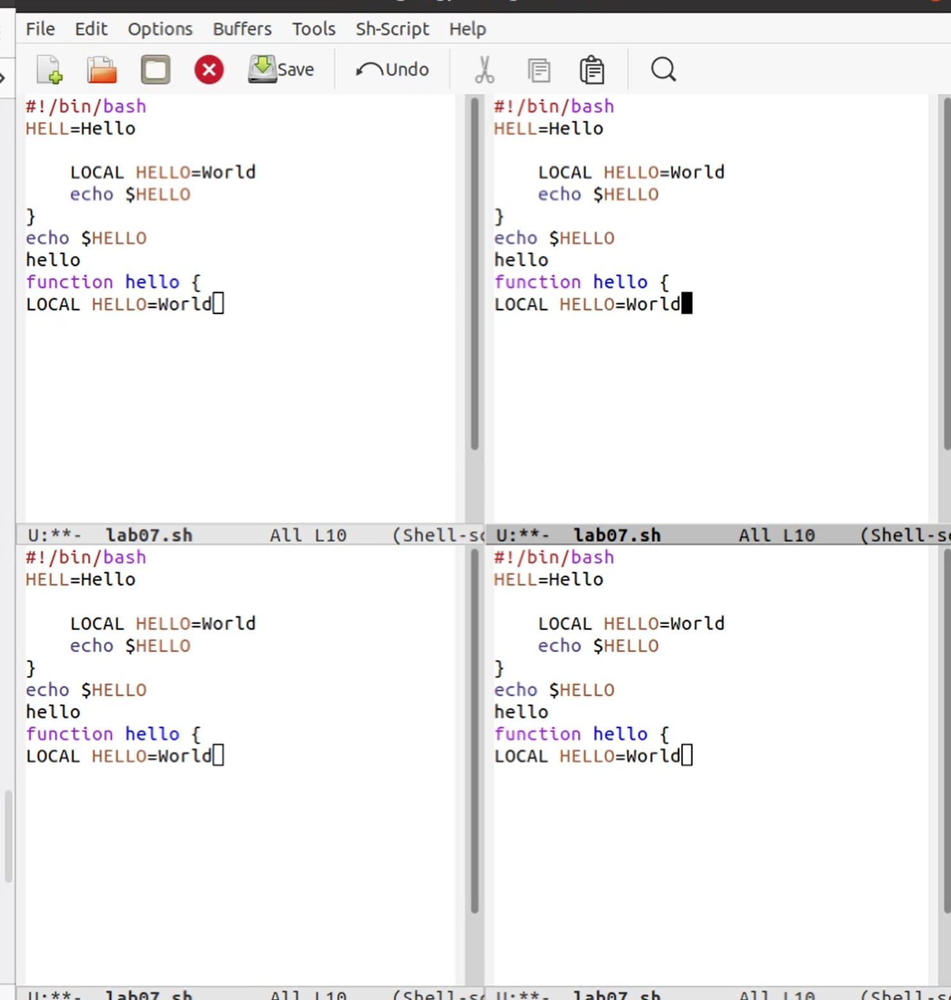 File Edit Options Buffers Tools Sh-Script Help
Save Undo
#!/bin/bash
HELL=Hello
LOCAL HELLO=World
echo $HELLO
}
echo $HELLO
hello
function hello {
LOCAL HELLO=World
U:**- lab07.sh All L10 (Shell-sc
#!/bin/bash
HELL=Hello
LOCAL HELLO=World
echo $HELLO
}
echo $HELLO
hello
function hello {
LOCAL HELLO=World
U:**- lab07.sh All L10 (Shell-sc
#!/bin/bash
HELL=Hello
LOCAL HELLO=World
echo $HELLO
}
echo $HELLO
hello
function hello {
LOCAL HELLO=World
U:**- lab07.sh All L10 (Shell-sc
#!/bin/bash
HELL=Hello
LOCAL HELLO=World
echo $HELLO
}
echo $HELLO
hello
function hello {
LOCAL HELLO=World
U:**- lab07.sh All L10 (Shell-sc